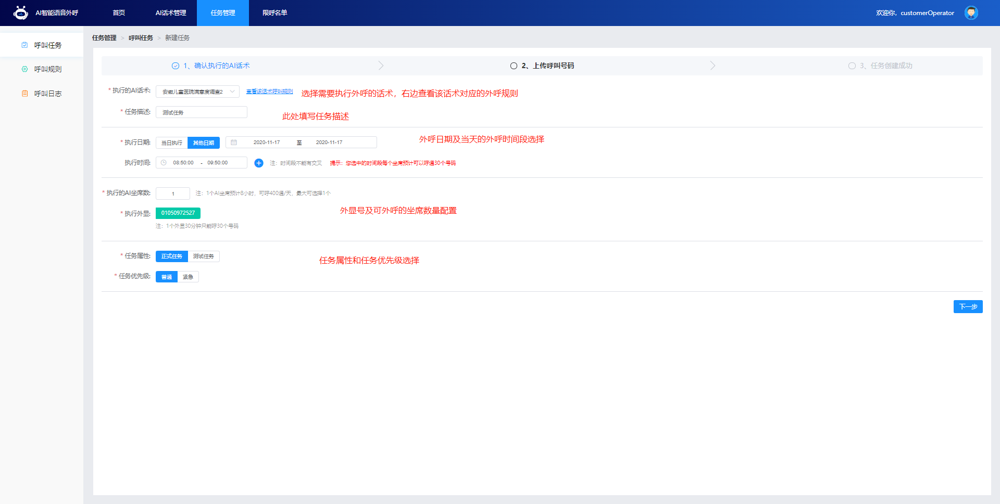 AI智能语音外呼 首页 AI话术管理 任务管理 限呼名单 欢迎你，customerOperator
呼叫任务
呼叫规则
呼叫日志
任务管理 > 呼叫任务 > 新建任务
1、确认执行的AI话术 2、上传呼叫号码 3、任务创建成功
* 执行的AI话术: 安徽儿童医院满意度调查2 查看该话术呼叫规则 选择需要执行外呼的话术，右边查看该话术对应的外呼规则
* 任务描述: 测试任务 此处填写任务描述
* 执行日期: 当日执行 其他日期 2020-11-17 至 2020-11-17 外呼日期及当天的外呼时间段选择
执行时间: 08:50:00 - 09:50:00 注：时间段不能有交叉 提示：您选中的时间段每个坐席预计可以呼通30个号码
* 执行的AI坐席数: 1 注：1个AI坐席预计8小时，可呼400通/天，最大可选择1个
* 执行外显: 01050972527 外显号及可外呼的坐席数量配置
注：1个外显30分钟只能呼30个号码
* 任务属性: 正式任务 测试任务 任务属性和任务优先级选择
* 任务优先级: 普通 紧急
下一步